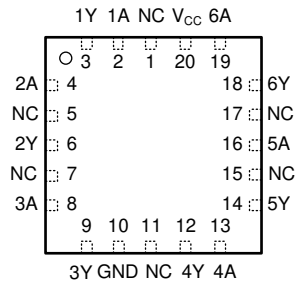 1Y 1A NC VCC 6A
3 2 1 20 19
2A 4 18 6Y
NC 5 17 NC
2Y 6 16 5A
NC 7 15 NC
3A 8 14 5Y
9 10 11 12 13
3Y GND NC 4Y 4A